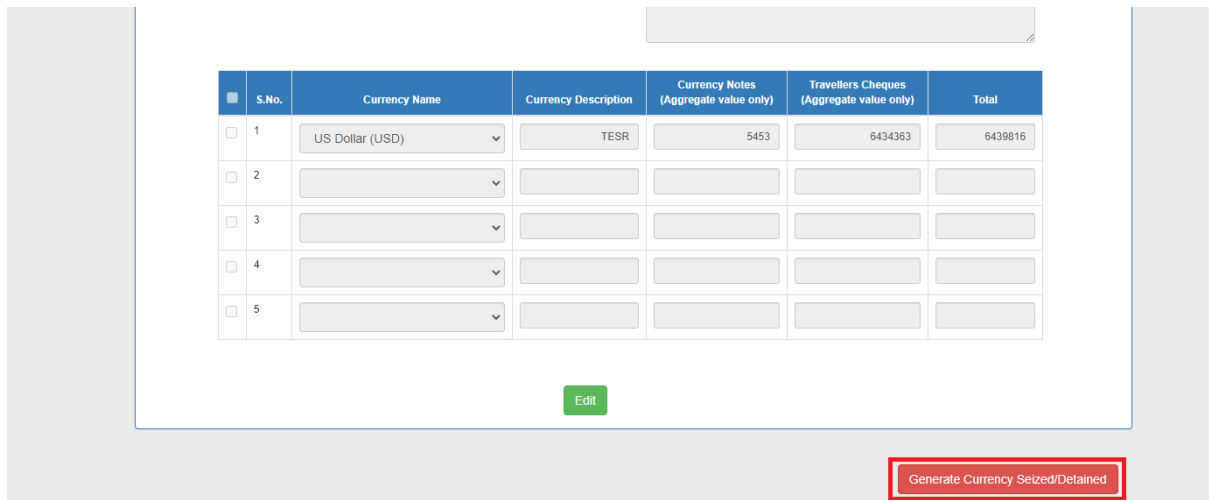 S.No. Currency Name Currency Description Currency Notes (Aggregate value only) Travellers Cheques (Aggregate value only) Total
1 US Dollar (USD) TESR 5453 6434363 6439816
2
3
4
5
Edit
Generate Currency Seized/Detained